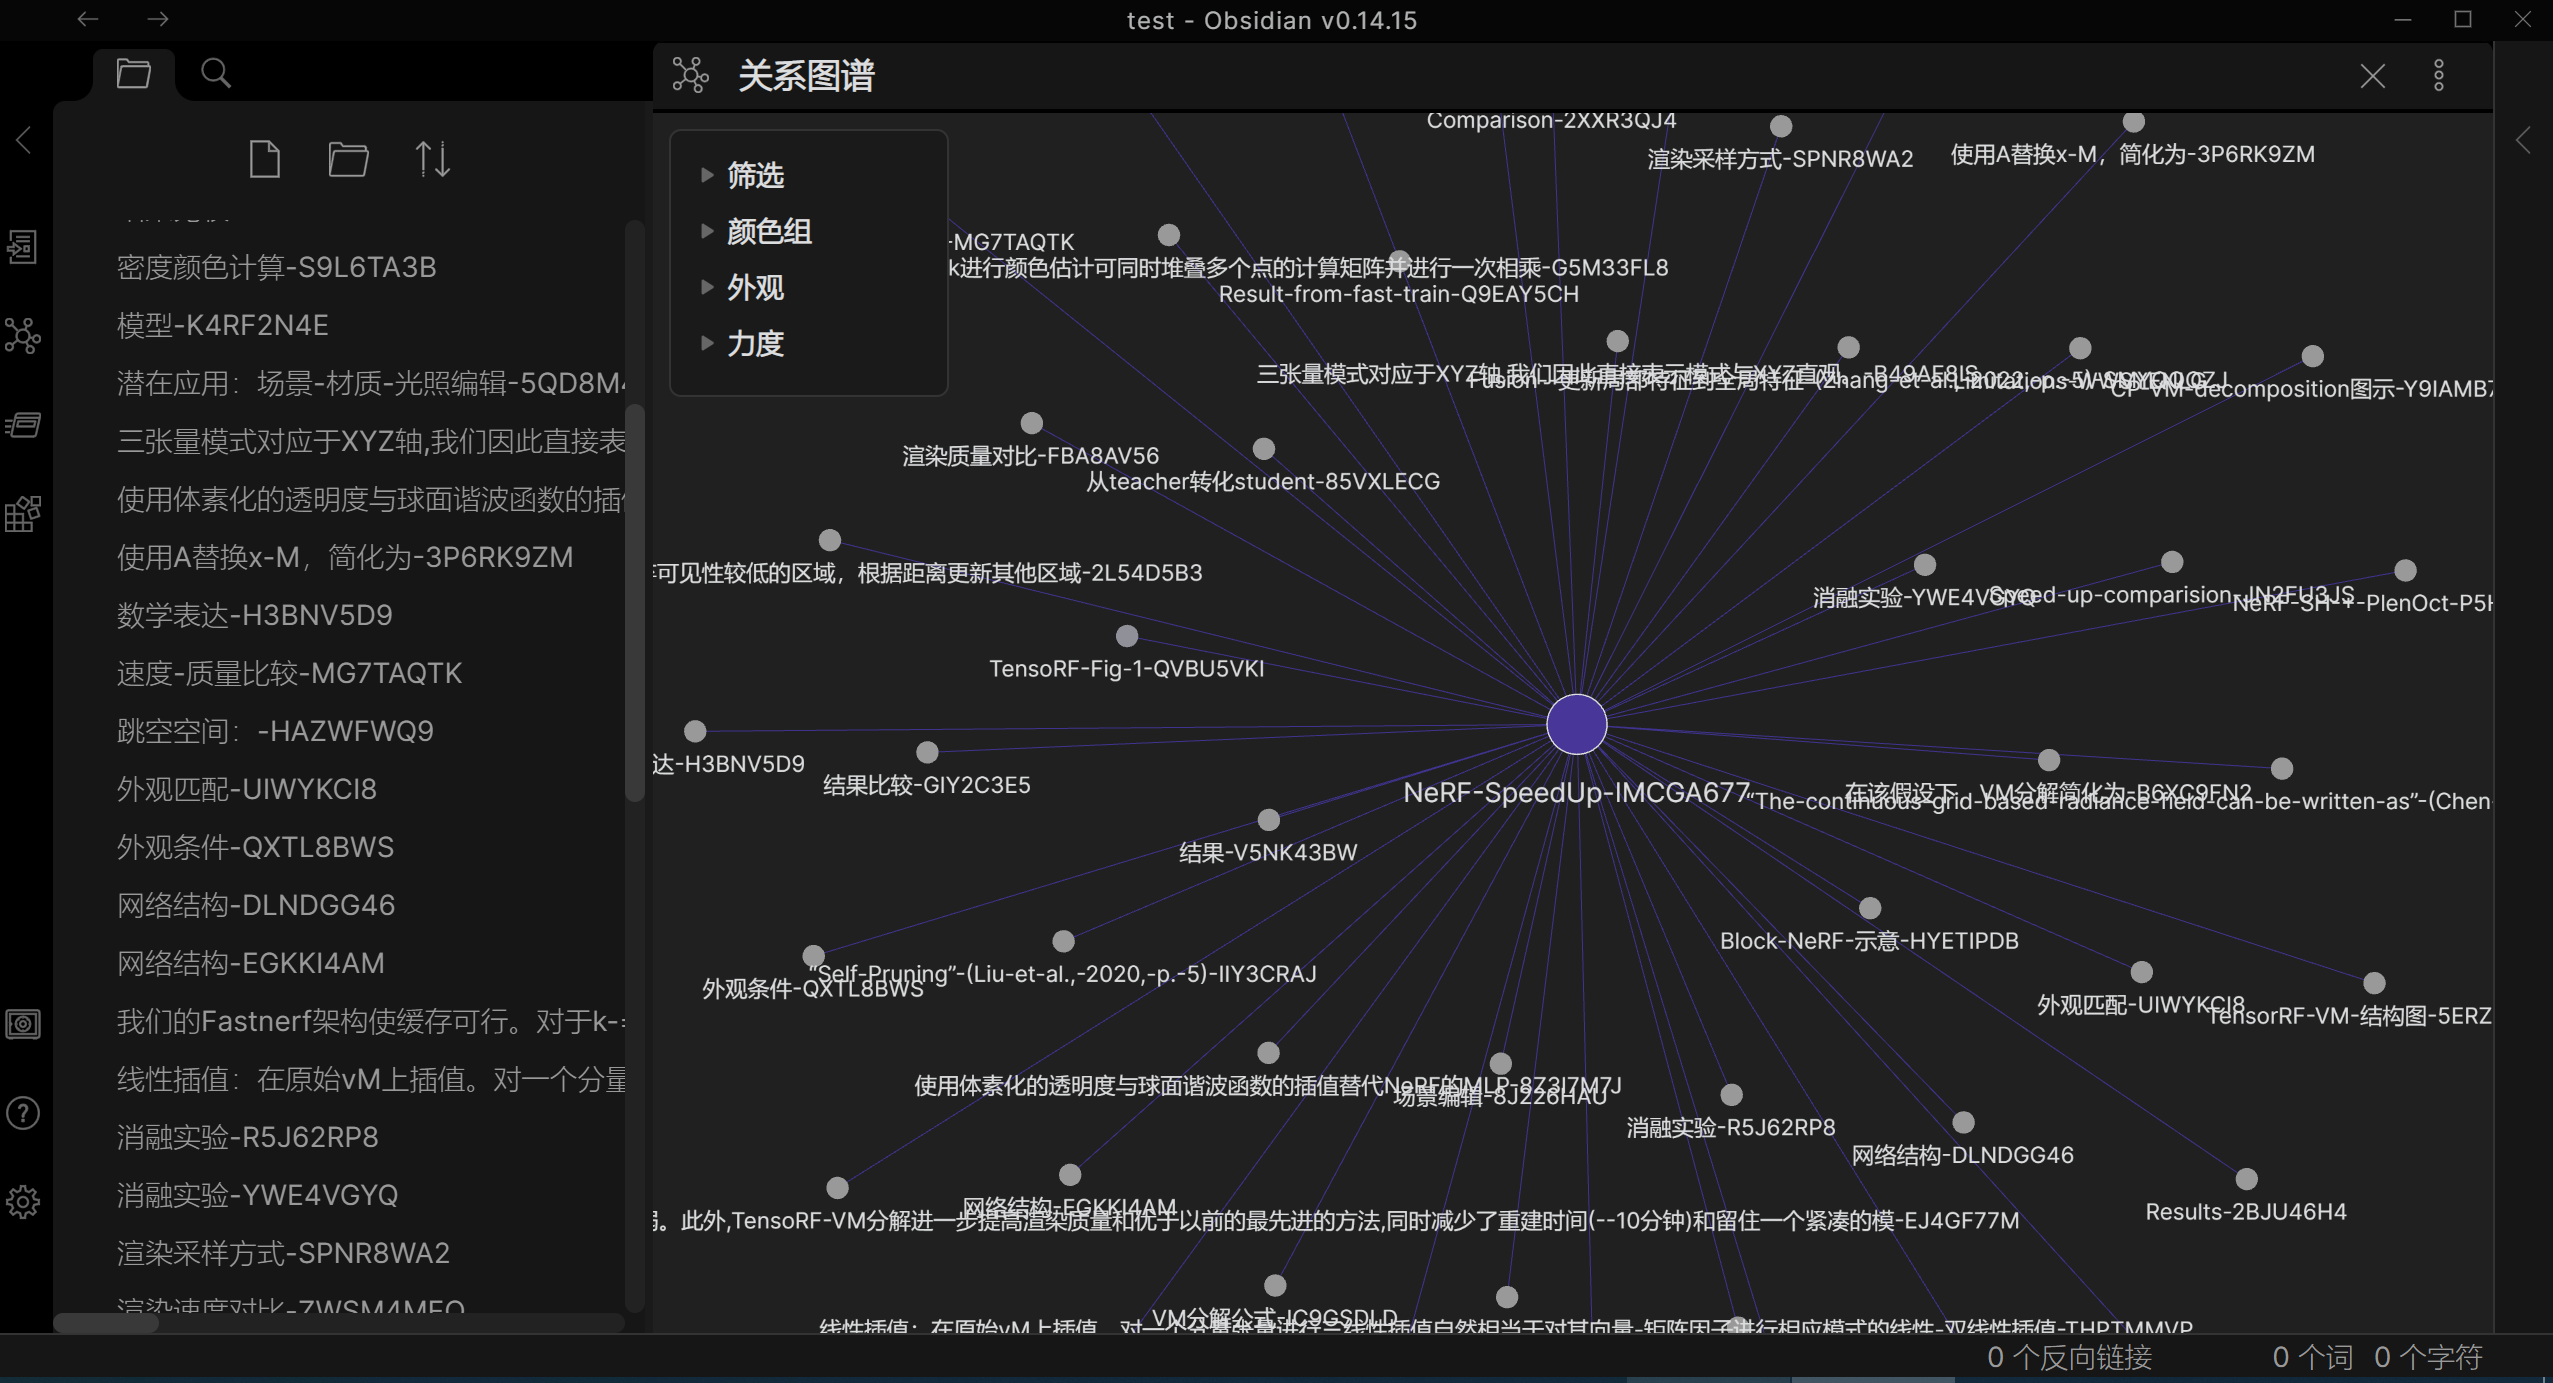 test - Obsidian v0.14.15
关系图谱
密度颜色计算-S9L6TA3B
模型-K4RF2N4E
潜在应用：场景-材质-光照编辑-5QD8M
三张量模式对应于XYZ轴,我们因此直接表
使用体素化的透明度与球面谐波函数的插
使用A替换x-M，简化为-3P6RK9ZM
数学表达-H3BNV5D9
速度-质量比较-MG7TAQTK
跳空空间：-HAZWFWQ9
外观匹配-UIWYKCI8
外观条件-QXTL8BWS
网络结构-DLNDGG46
网络结构-EGKKI4AM
我们的Fastnerf架构使缓存可行。对于k-
线性插值：在原始vM上插值。对一个分量
消融实验-R5J62RP8
消融实验-YWE4VGYQ
渲染采样方式-SPNR8WA2
渲染速度对比-ZWSM4MEQ
筛选
颜色组
外观
力度
Comparison-2XXR3QJ4
渲染采样方式-SPNR8WA2
使用A替换x-M，简化为-3P6RK9ZM
-MG7TAQTK
k进行颜色估计可同时堆叠多个点的计算矩阵并进行一次相乘-G5M33FL8
Result-from-fast-train-Q9EAY5CH
三张量模式对应于XYZ轴,我们因此直接表示模式与XYZ直观。-B49AE8IS
Fusion--更新局部特征到全局特征
CP-VM-decomposition图示-Y9IAMB7
渲染质量对比-FBA8AV56
从teacher转化student-85VXLECG
可见性较低的区域，根据距离更新其他区域-2L54D5B3
消融实验-YWE4VGYQ
Speed-up-comparision-JN2FU3JS
NeRF-SH-+-PlenOct-P5H
TensoRF-Fig-1-QVBU5VKI
达-H3BNV5D9
结果比较-GIY2C3E5
NeRF-SpeedUp-IMCGA677
在该假设下，VM分解简化为-B6XC9FN2
“The-continuous-grid-based-radiance-field-can-be-written-as”-(Chen-
结果-V5NK43BW
Block-NeRF-示意-HYETIPDB
“Self-Pruning”-(Liu-et-al.,-2020,-p.-5)-IIY3CRAJ
外观条件-QXTL8BWS
外观匹配-UIWYKCI8
TensorRF-VM-结构图-5ERZ
使用体素化的透明度与球面谐波函数的插值替代NeRF的MLP-8Z3I7M7J
场景编辑-8J226HAU
消融实验-R5J62RP8
网络结构-DLNDGG46
网络结构-EGKKI4AM
。此外,TensoRF-VM分解进一步提高渲染质量和优于以前的最先进的方法,同时减少了重建时间(--10分钟)和留住一个紧凑的模-EJ4GF77M
Results-2BJU46H4
VM分解公式-IC9GSDLD
线性插值：在原始vM上插值。对一个分量张量进行三线性插值自然相当于对其向量-矩阵因子进行相应模式的线性-双线性插值-THPTMMVP
0 个反向链接 0 个词 0 个字符